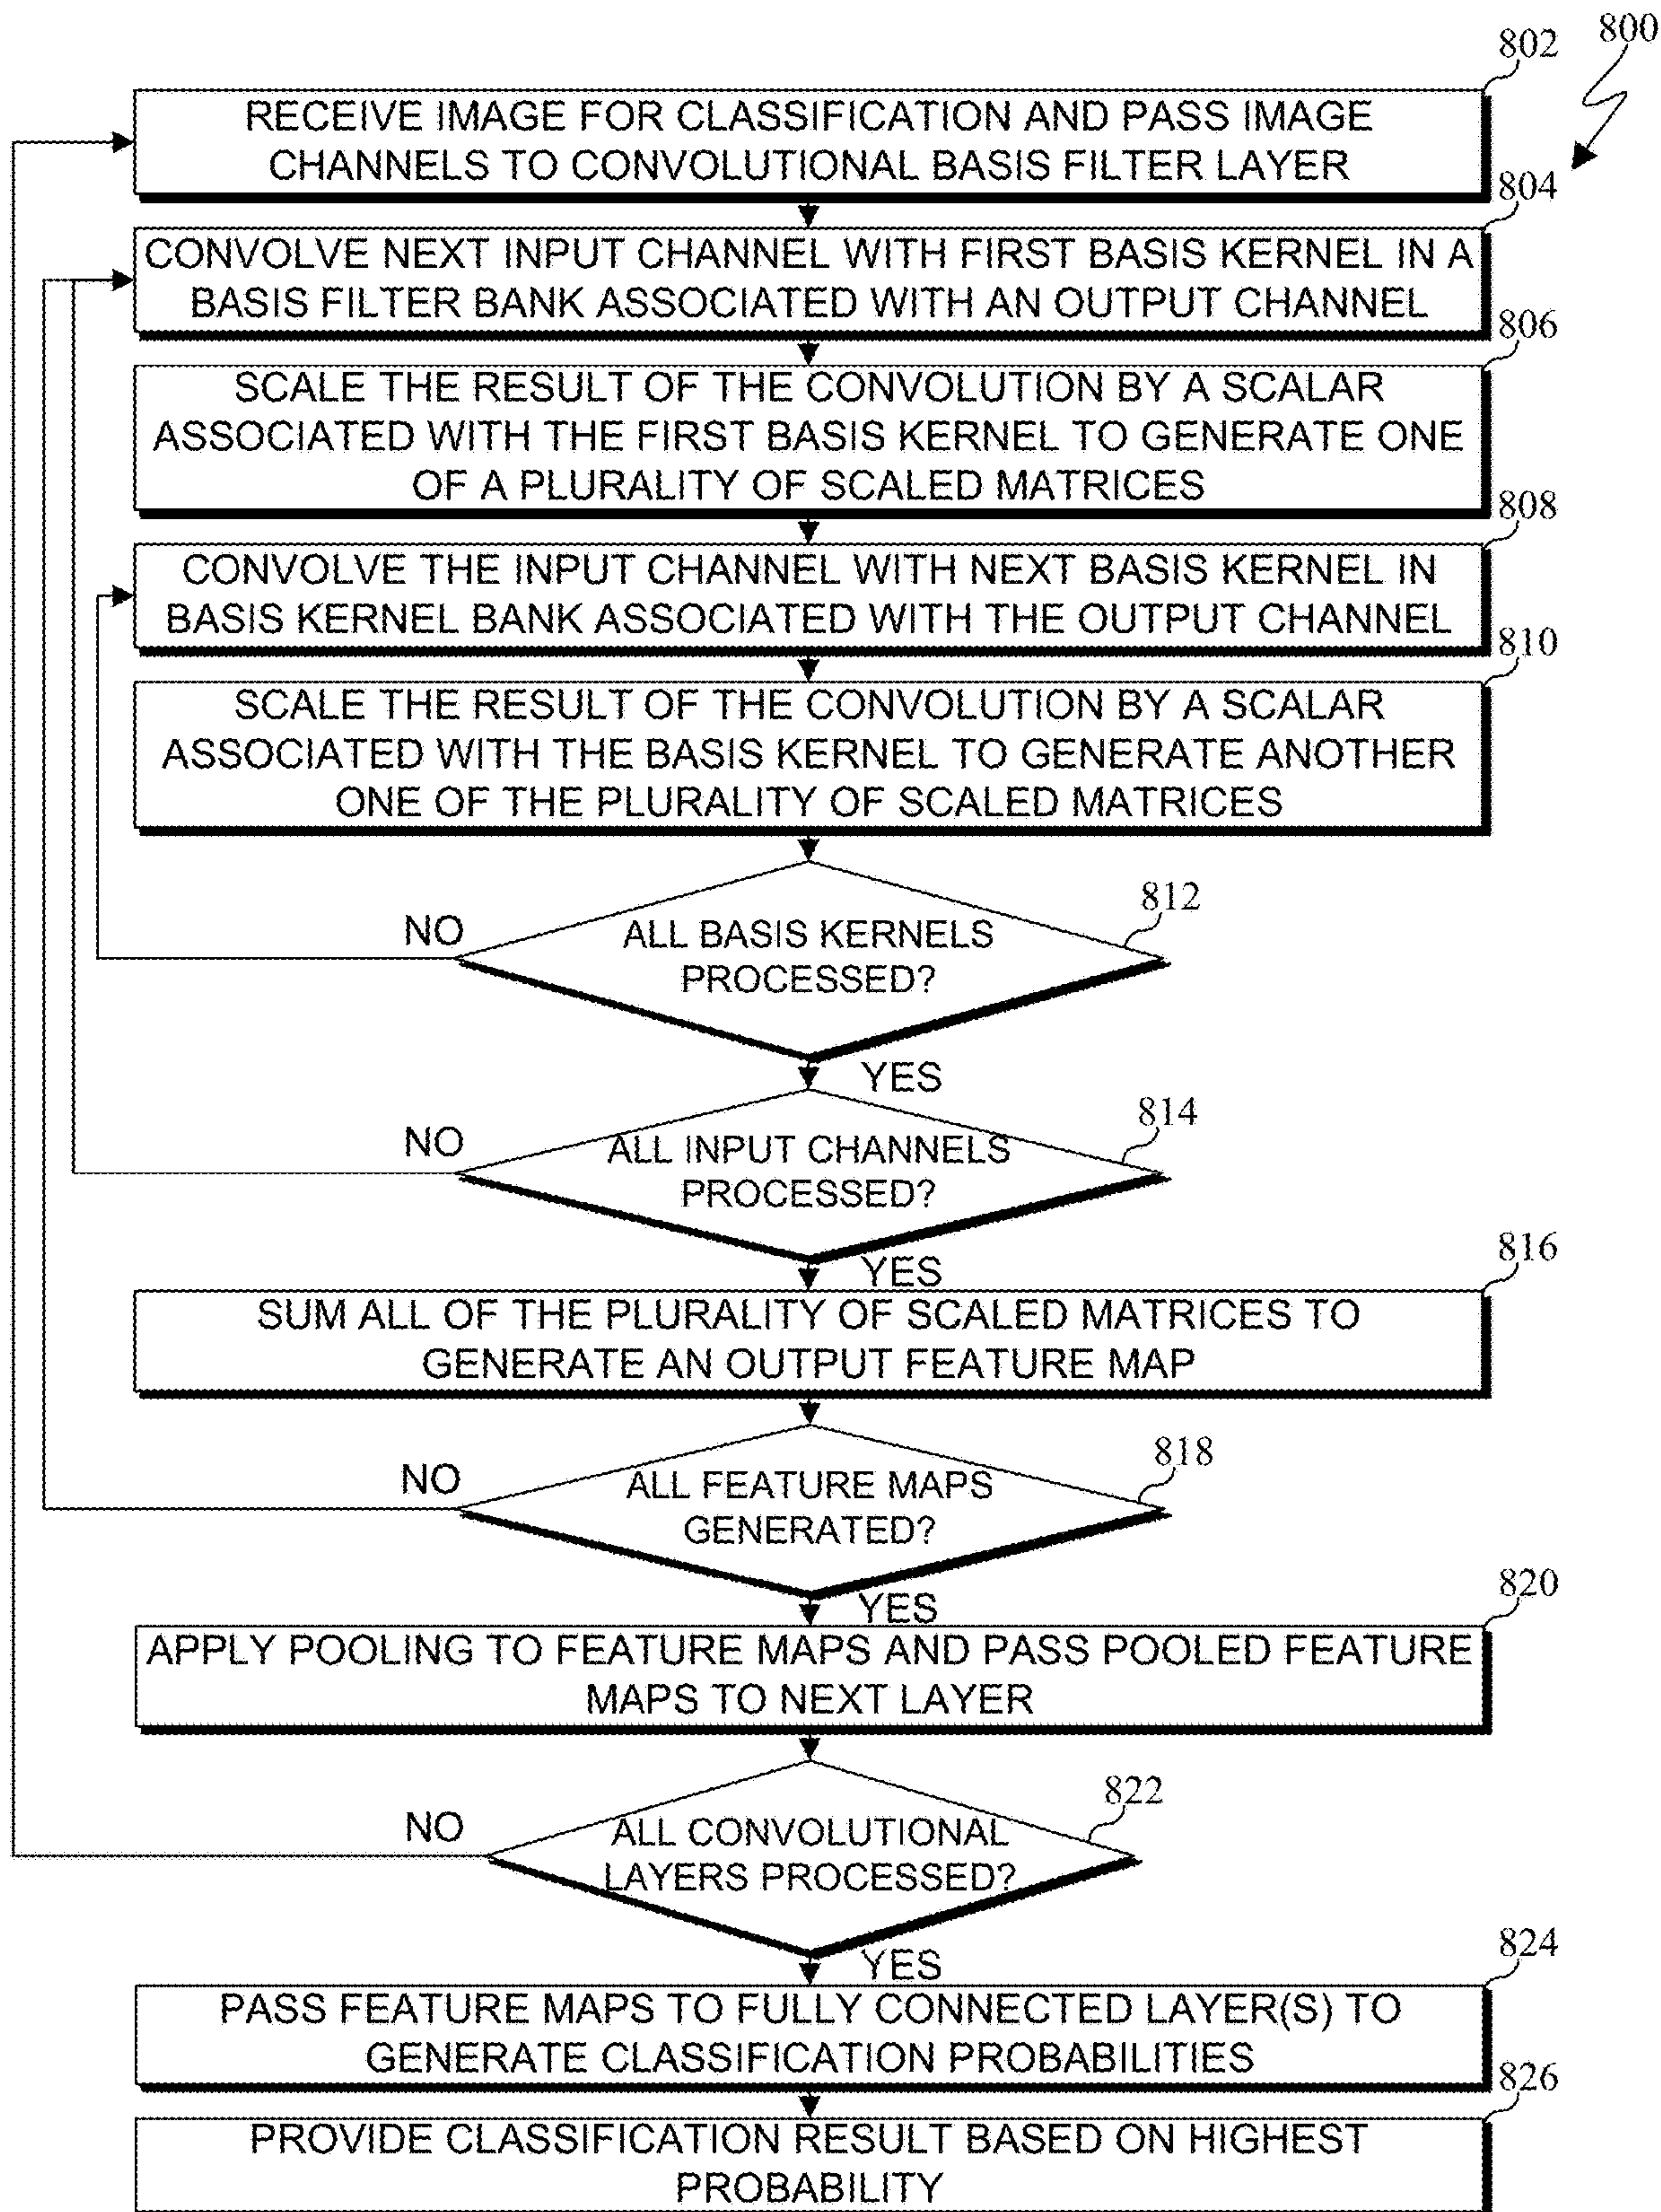 800
802
RECEIVE IMAGE FOR CLASSIFICATION AND PASS IMAGE
CHANNELS TO CONVOLUTIONAL BASIS FILTER LAYER
804
CONVOLVE NEXT INPUT CHANNEL WITH FIRST BASIS KERNEL IN A
BASIS FILTER BANK ASSOCIATED WITH AN OUTPUT CHANNEL
806
SCALE THE RESULT OF THE CONVOLUTION BY A SCALAR
ASSOCIATED WITH THE FIRST BASIS KERNEL TO GENERATE ONE
OF A PLURALITY OF SCALED MATRICES
808
CONVOLVE THE INPUT CHANNEL WITH NEXT BASIS KERNEL IN
BASIS KERNEL BANK ASSOCIATED WITH THE OUTPUT CHANNEL
810
SCALE THE RESULT OF THE CONVOLUTION BY A SCALAR
ASSOCIATED WITH THE BASIS KERNEL TO GENERATE ANOTHER
ONE OF THE PLURALITY OF SCALED MATRICES
812
NO
ALL BASIS KERNELS
PROCESSED?
YES
814
NO
ALL INPUT CHANNELS
PROCESSED?
YES
816
SUM ALL OF THE PLURALITY OF SCALED MATRICES TO
GENERATE AN OUTPUT FEATURE MAP
818
NO
ALL FEATURE MAPS
GENERATED?
YES
820
APPLY POOLING TO FEATURE MAPS AND PASS POOLED FEATURE
MAPS TO NEXT LAYER
822
NO
ALL CONVOLUTIONAL
LAYERS PROCESSED?
YES
824
PASS FEATURE MAPS TO FULLY CONNECTED LAYER(S) TO
GENERATE CLASSIFICATION PROBABILITIES
826
PROVIDE CLASSIFICATION RESULT BASED ON HIGHEST
PROBABILITY